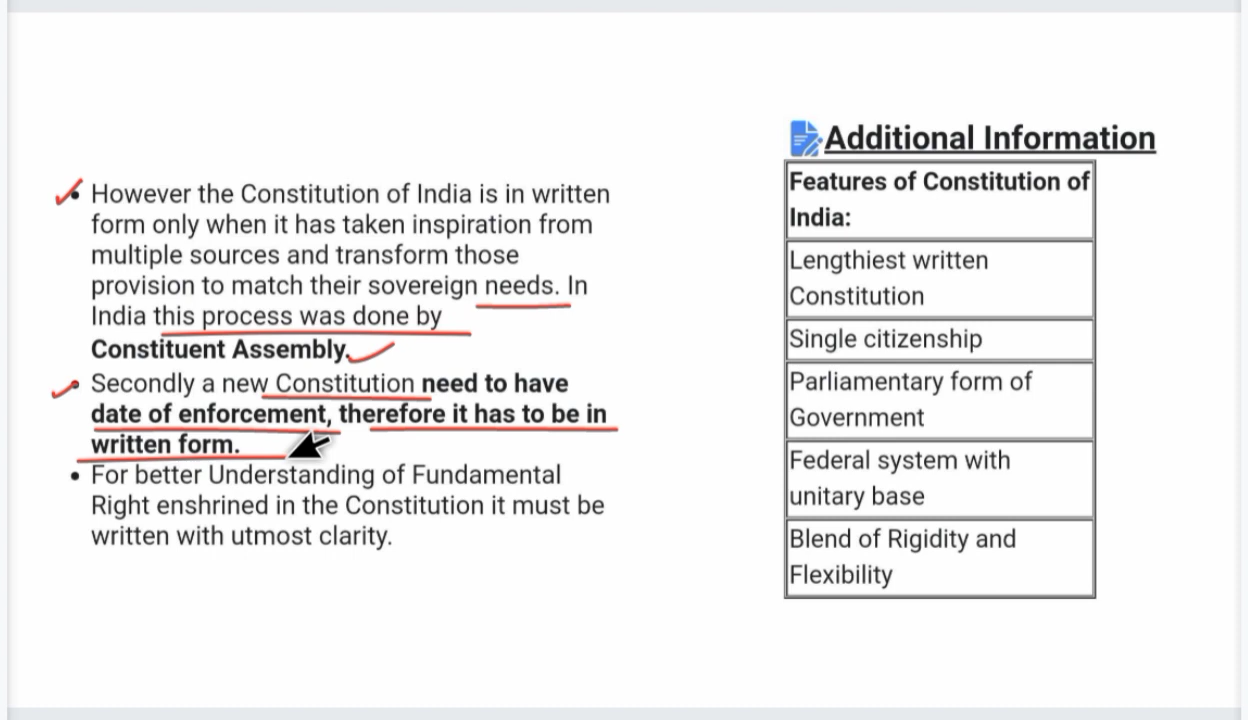 However the Constitution of India is in written
form only when it has taken inspiration from
multiple sources and transform those
provision to match their sovereign needs. In
India this process was done by
Constituent Assembly.
Secondly a new Constitution need to have
date of enforcement, therefore it has to be in
written form.
For better Understanding of Fundamental
Right enshrined in the Constitution it must be
written with utmost clarity.
Additional Information
Features of Constitution of
India:
Lengthiest written
Constitution
Single citizenship
Parliamentary form of
Government
Federal system with
unitary base
Blend of Rigidity and
Flexibility